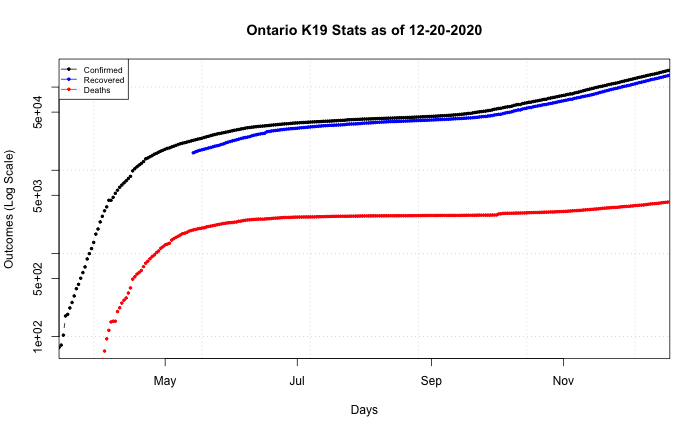 Ontario K19 Stats as of 12-20-2020
Confirmed
Recovered
Deaths
Outcomes (Log Scale)
5e+04
5e+03
5e+02
1e+02
May Jul Sep Nov
Days